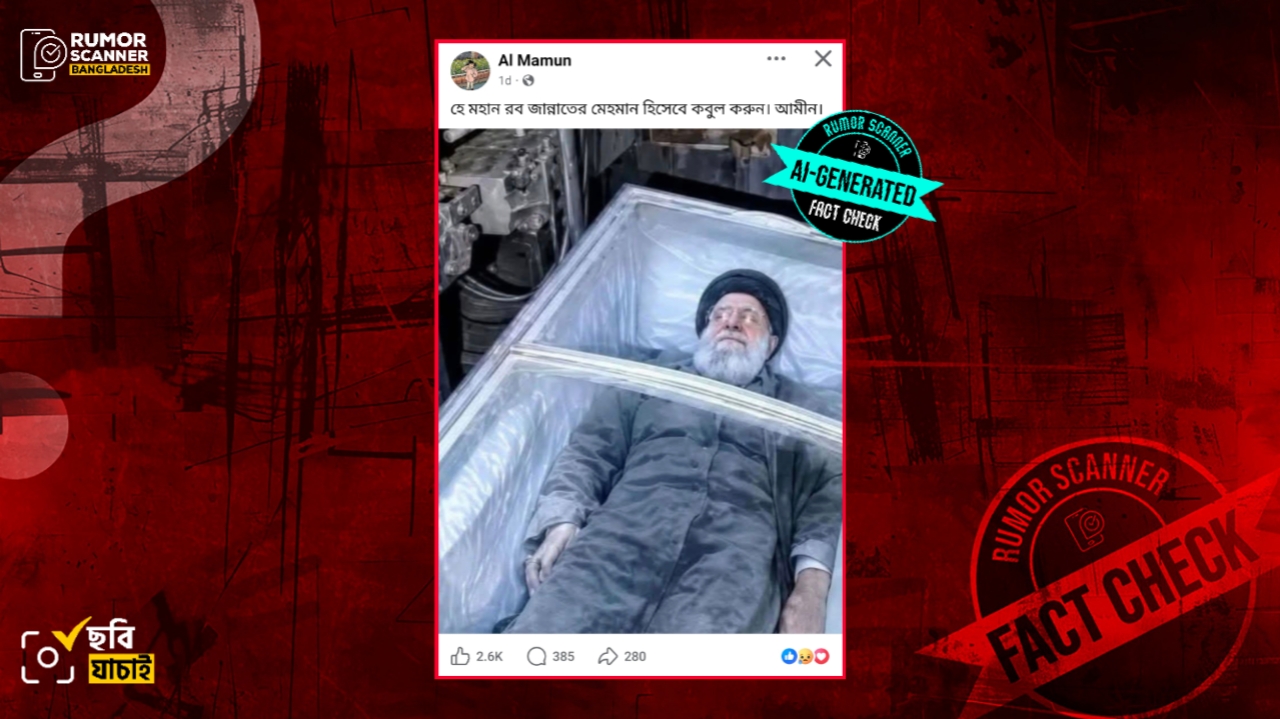 RUMOR
SCANNER
BANGLADESH
Al Mamun
1d
হে মহান রব জান্নাতের মেহমান হিসেবে কবুল করুন। আমীন।
RUMOR SCANNER
AI-GENERATED
FACT CHECK
2.6K
385
280
RUMOR SCANNER
FACT CHECK
ছবি
যাচাই